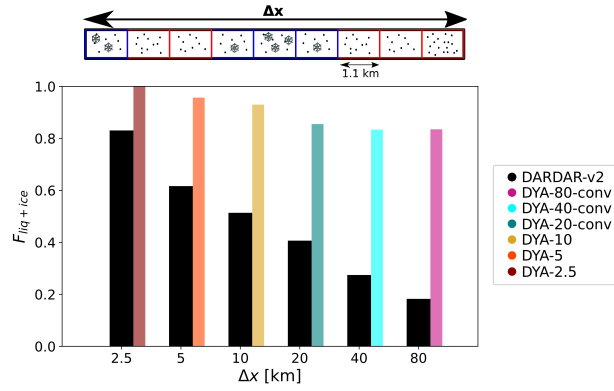 Δx
1.1 km
1.0
0.8
0.6
0.4
0.2
0.0
F_{liq + ice}
2.5 5 10 20 40 80
Δx [km]
DARDAR-v2
DYA-80-conv
DYA-40-conv
DYA-20-conv
DYA-10
DYA-5
DYA-2.5